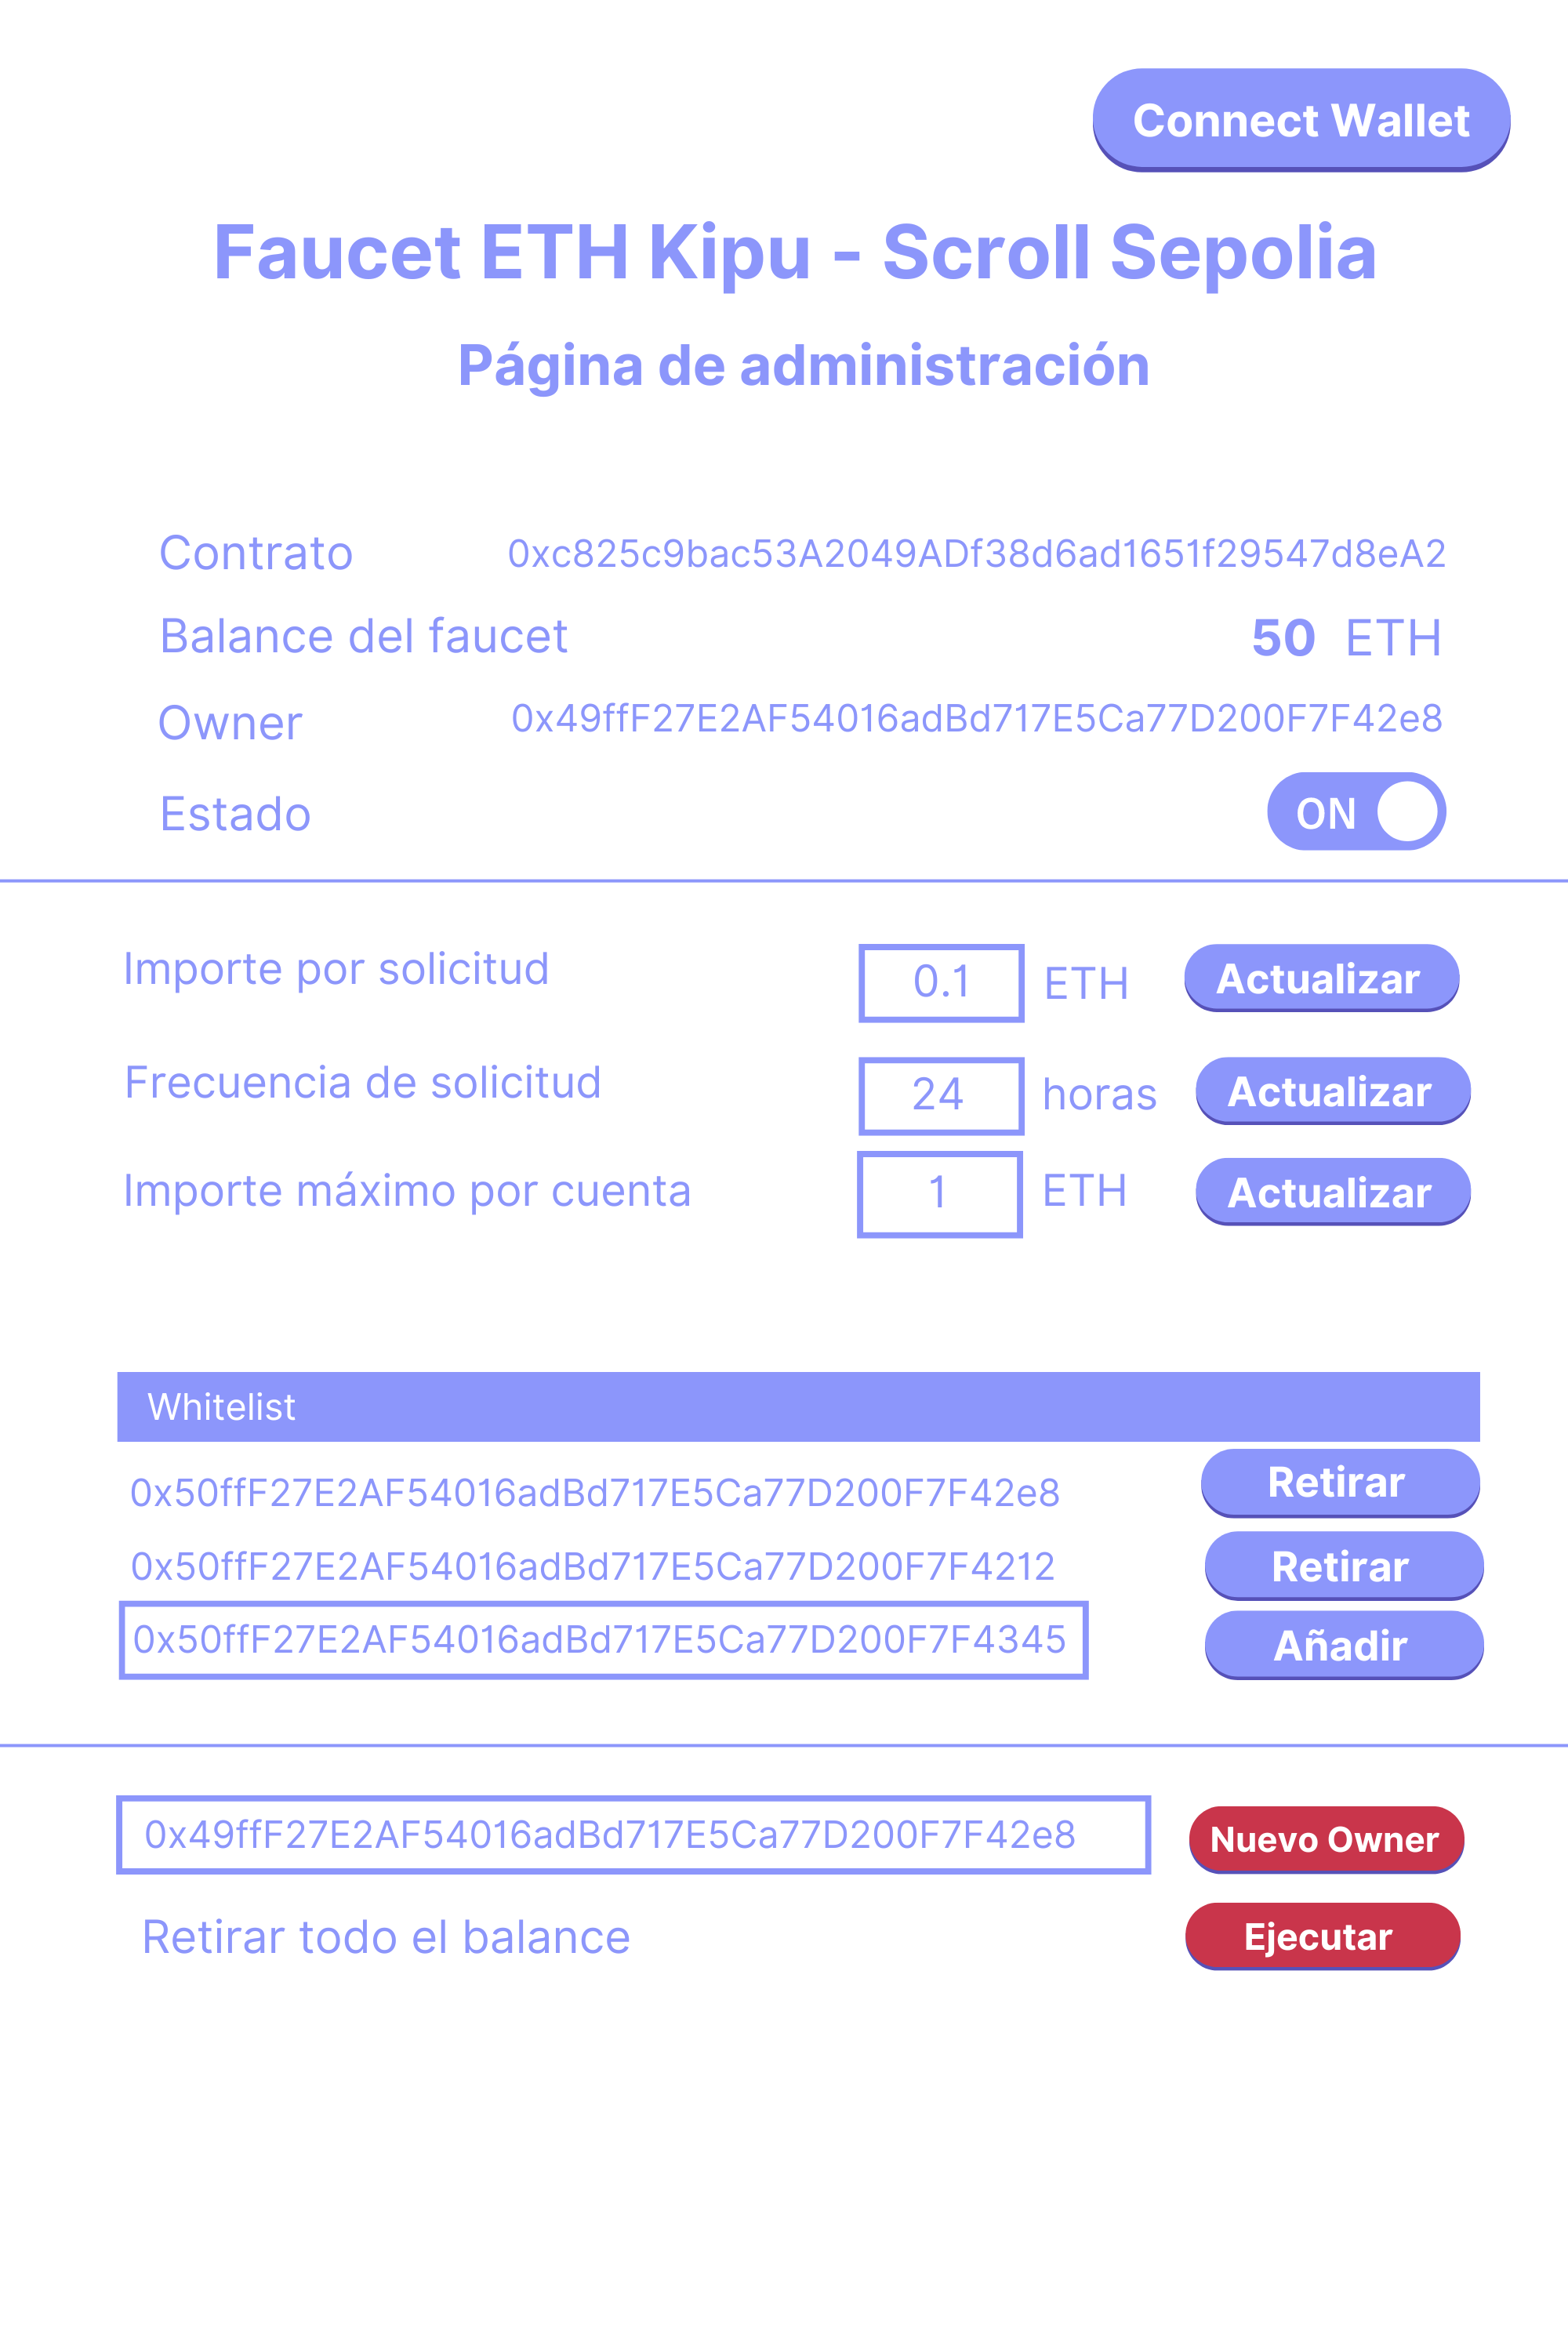 Connect Wallet
Faucet ETH Kipu - Scroll Sepolia
Página de administración
Contrato 0xc825c9bac53A2049ADf38d6ad1651f29547d8eA2
Balance del faucet 50 ETH
Owner 0x49ffF27E2AF54016adBd717E5Ca77D200F7F42e8
Estado ON
Importe por solicitud 0.1 ETH Actualizar
Frecuencia de solicitud 24 horas Actualizar
Importe máximo por cuenta 1 ETH Actualizar
Whitelist
0x50ffF27E2AF54016adBd717E5Ca77D200F7F42e8 Retirar
0x50ffF27E2AF54016adBd717E5Ca77D200F7F4212 Retirar
0x50ffF27E2AF54016adBd717E5Ca77D200F7F4345 Añadir
0x49ffF27E2AF54016adBd717E5Ca77D200F7F42e8 Nuevo Owner
Retirar todo el balance Ejecutar